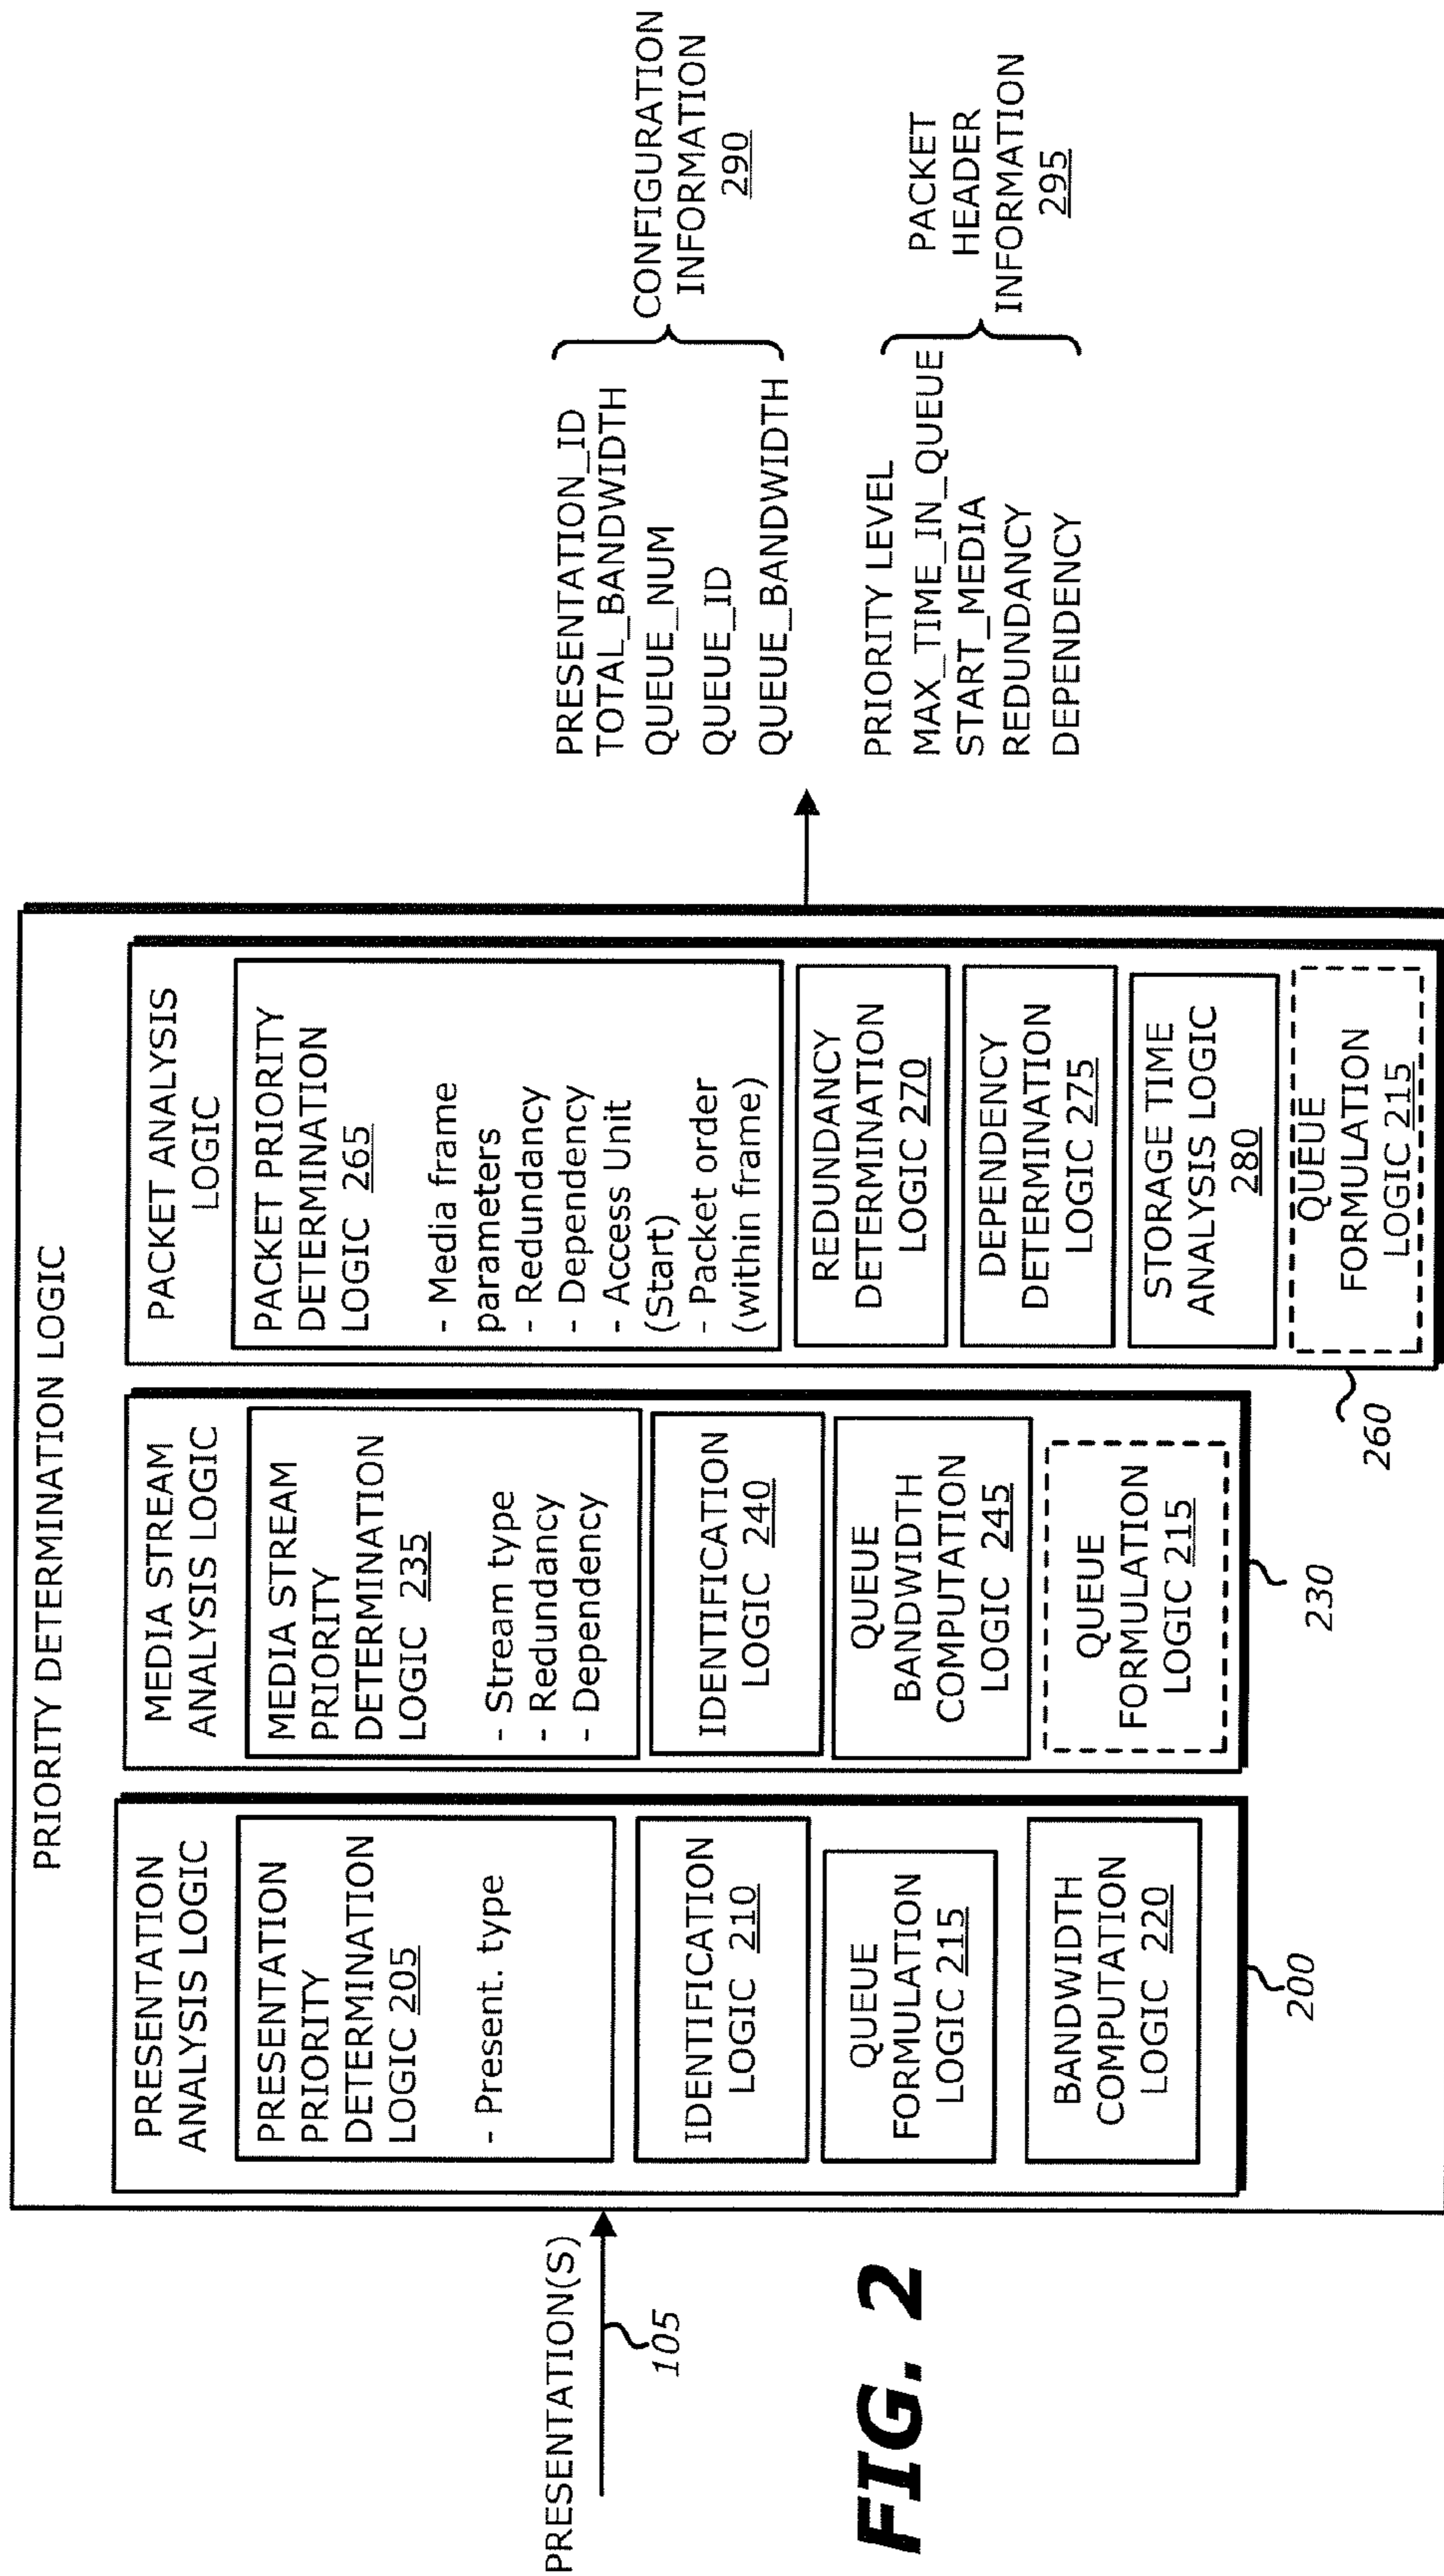 PRIORITY DETERMINATION LOGIC
PRESENTATION(S)
105
PRESENTATION
ANALYSIS LOGIC
PRESENTATION
PRIORITY
DETERMINATION
LOGIC 205
- Present. type
IDENTIFICATION
LOGIC 210
QUEUE
FORMULATION
LOGIC 215
BANDWIDTH
COMPUTATION
LOGIC 220
200
MEDIA STREAM
ANALYSIS LOGIC
MEDIA STREAM
PRIORITY
DETERMINATION
LOGIC 235
- Stream type
- Redundancy
- Dependency
IDENTIFICATION
LOGIC 240
QUEUE
BANDWIDTH
COMPUTATION
LOGIC 245
QUEUE
FORMULATION
LOGIC 215
230
PACKET ANALYSIS
LOGIC
PACKET PRIORITY
DETERMINATION
LOGIC 265
- Media frame
parameters
- Redundancy
- Dependency
- Access Unit
(Start)
- Packet order
(within frame)
REDUNDANCY
DETERMINATION
LOGIC 270
DEPENDENCY
DETERMINATION
LOGIC 275
STORAGE TIME
ANALYSIS LOGIC
280
QUEUE
FORMULATION
LOGIC 215
260
PRESENTATION_ID
TOTAL_BANDWIDTH
QUEUE_NUM
QUEUE_ID
QUEUE_BANDWIDTH
CONFIGURATION
INFORMATION
290
PRIORITY LEVEL
MAX_TIME_IN_QUEUE
START_MEDIA
REDUNDANCY
DEPENDENCY
PACKET
HEADER
INFORMATION
295
FIG. 2